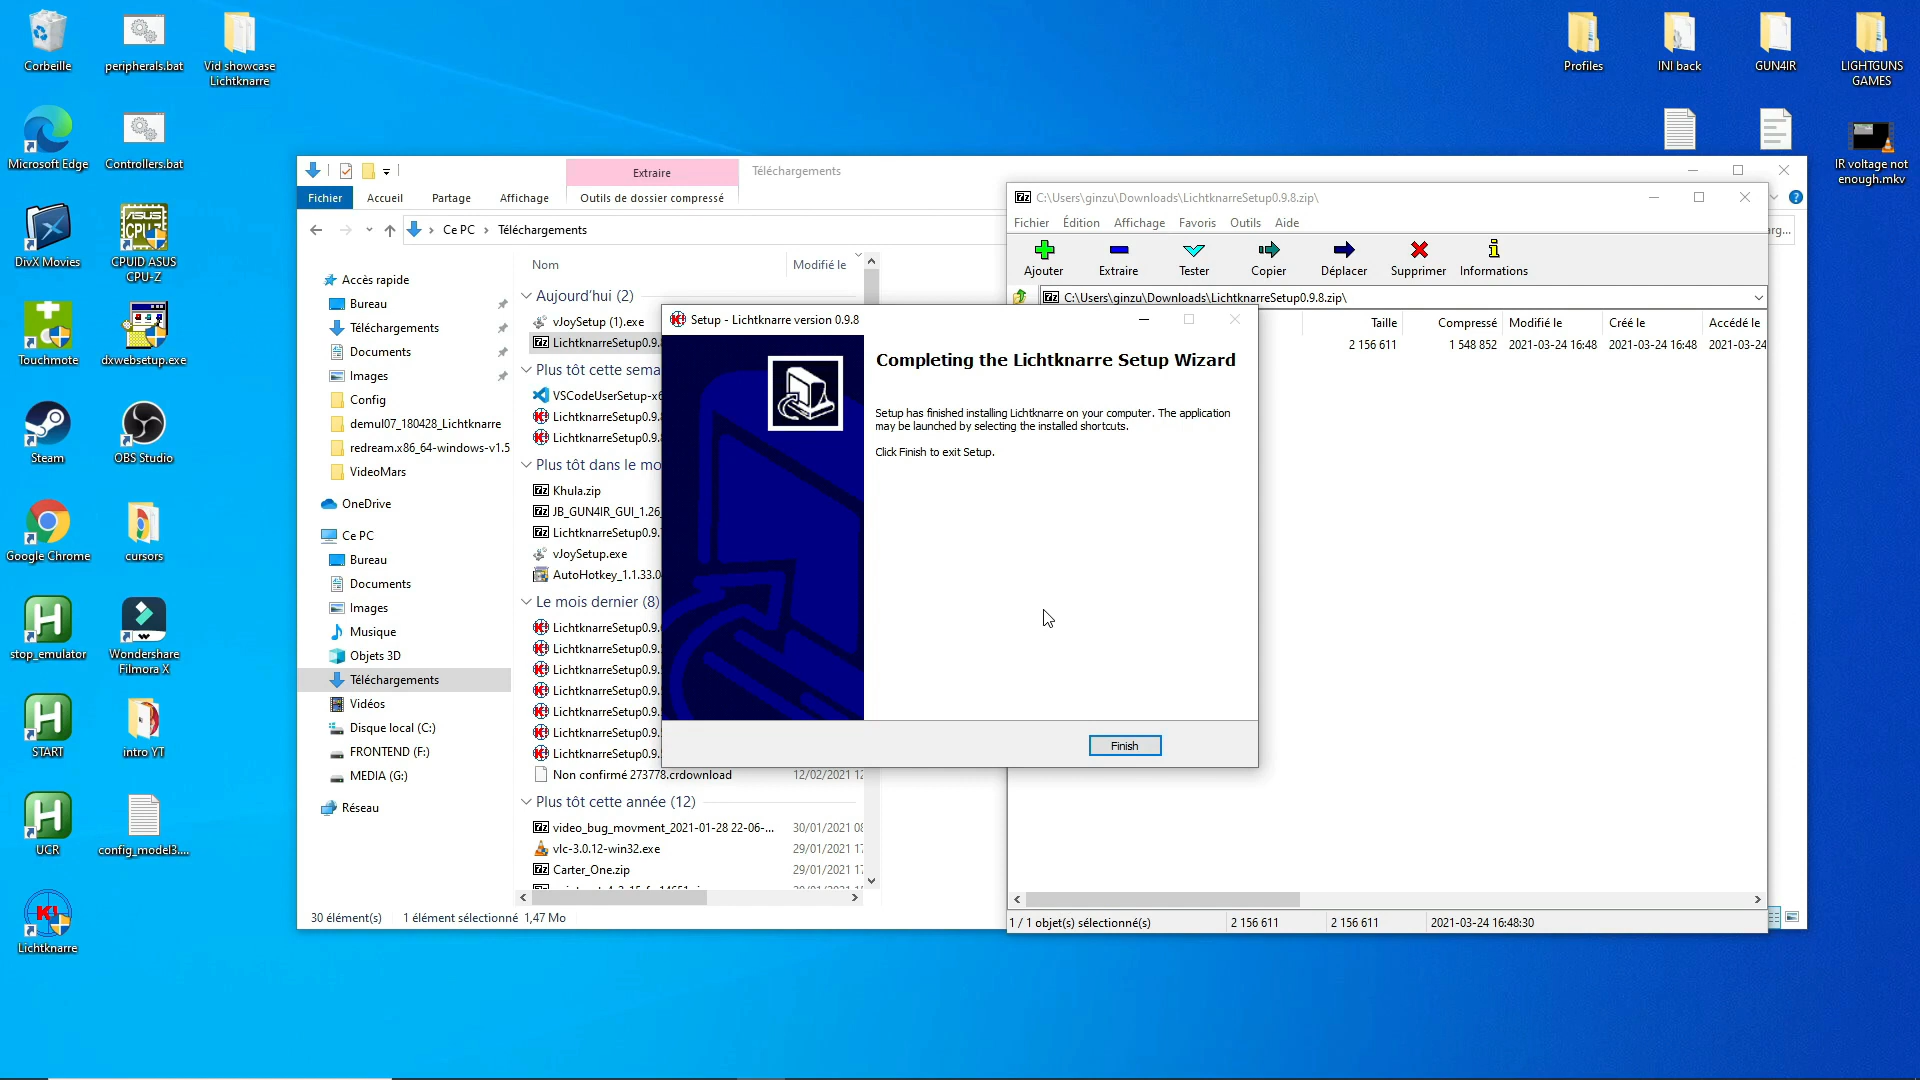 Corbeille
peripherals.bat
Vid showcase
Lichtknarre
Profiles
INI back
GUN4IR
LIGHTGUNS
GAMES
Microsoft Edge
Controllers.bat
IR voltage not
enough.mkv
DivX Movies
CPUID ASUS
CPU-Z
Touchmote
dxwebsetup.exe
Steam
OBS Studio
Google Chrome
cursors
stop_emulator
Wondershare
Filmora X
START
intro YT
UCR
config_model3....
Lichtknarre
Extraire
Téléchargements
Fichier
Accueil
Partage
Affichage
Outils de dossier compressé
Ce PC
Téléchargements
Accès rapide
Bureau
Téléchargements
Documents
Images
Config
demul07_180428_Lichtknarre
redream.x86_64-windows-v1.5
VideoMars
OneDrive
Ce PC
Bureau
Documents
Images
Musique
Objets 3D
Téléchargements
Vidéos
Disque local (C:)
FRONTEND (F:)
MEDIA (G:)
Réseau
Nom
Modifié le
Aujourd'hui (2)
vJoySetup (1).exe
LichtknarreSetup0.9.
Plus tôt cette sema
VSCodeUserSetup-x
LichtknarreSetup0.9.
LichtknarreSetup0.9.
Plus tôt dans le mo
Khula.zip
JB_GUN4IR_GUI_1.26
LichtknarreSetup0.9.
vJoySetup.exe
AutoHotkey_1.1.33.0
Le mois dernier (8)
LichtknarreSetup0.9.
LichtknarreSetup0.9.
LichtknarreSetup0.9.
LichtknarreSetup0.9.
LichtknarreSetup0.9.
LichtknarreSetup0.9.
LichtknarreSetup0.9.
Non confirmé 273778.crdownload
12/02/2021 12
Plus tôt cette année (12)
video_bug_movment_2021-01-28 22-06-...
30/01/2021 08
vlc-3.0.12-win32.exe
29/01/2021 17
Carter_One.zip
29/01/2021 17
30 élément(s)
1 élément sélectionné 1,47 Mo
C:\Users\ginzu\Downloads\LichtknarreSetup0.9.8.zip\
Fichier
Édition
Affichage
Favoris
Outils
Aide
Ajouter
Extraire
Tester
Copier
Déplacer
Supprimer
Informations
C:\Users\ginzu\Downloads\LichtknarreSetup0.9.8.zip\
Taille
Compressé
Modifié le
Créé le
Accédé le
2 156 611
1 548 852
2021-03-24 16:48
2021-03-24 16:48
2021-03-24
1 / 1 objet(s) sélectionné(s)
2 156 611
2 156 611
2021-03-24 16:48:30
Setup - Lichtknarre version 0.9.8
Completing the Lichtknarre Setup Wizard
Setup has finished installing Lichtknarre on your computer. The application
may be launched by selecting the installed shortcuts.
Click Finish to exit Setup.
Finish